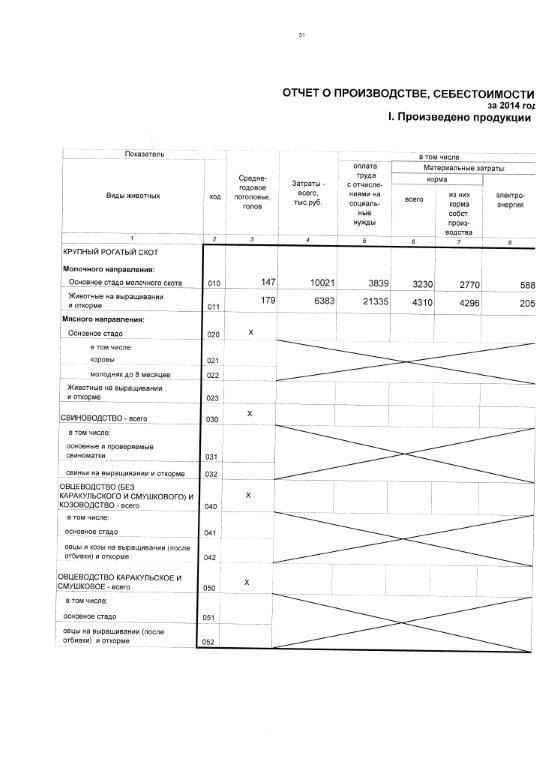 51
ОТЧЕТ О ПРОИЗВОДСТВЕ, СЕБЕСТОИМОСТИ
за 2014 год
I. Произведено продукции
Показатель
в том числе
Виды животных
код
Средне-
годовое
поголовье,
голов
Затраты -
всего,
тыс.руб.
оплата
труда
с отчисле-
ниями на
социаль-
ные
нужды
Материальные затраты:
корма
всего
из них
корма
собст.
произ-
водства
электро-
энергия
1 2 3 4 5 6 7 8
КРУПНЫЙ РОГАТЫЙ СКОТ
Молочного направления:
Основное стадо молочного скота 010 147 10021 3839 3230 2770 588
Животные на выращивании
и откорме 011 179 6383 21335 4310 4296 205
Мясного направления:
Основное стадо 020 X
в том числе:
коровы 021
молодняк до 8 месяцев 022
Животные на выращивании
и откорме 023
СВИНОВОДСТВО - всего 030 X
в том числе:
основные и проверяемые
свиноматки 031
свиньи на выращивании и откорме 032
ОВЦЕВОДСТВО (БЕЗ
КАРАКУЛЬСКОГО И СМУШКОВОГО) И
КОЗОВОДСТВО - всего 040 X
в том числе:
основное стадо 041
овцы и козы на выращивании (после
отбивки) и откорме 042
ОВЦЕВОДСТВО КАРАКУЛЬСКОЕ И
СМУШКОВОЕ - всего 050 X
в том числе:
основное стадо 051
овцы на выращивании (после
отбивки) и откорме 052